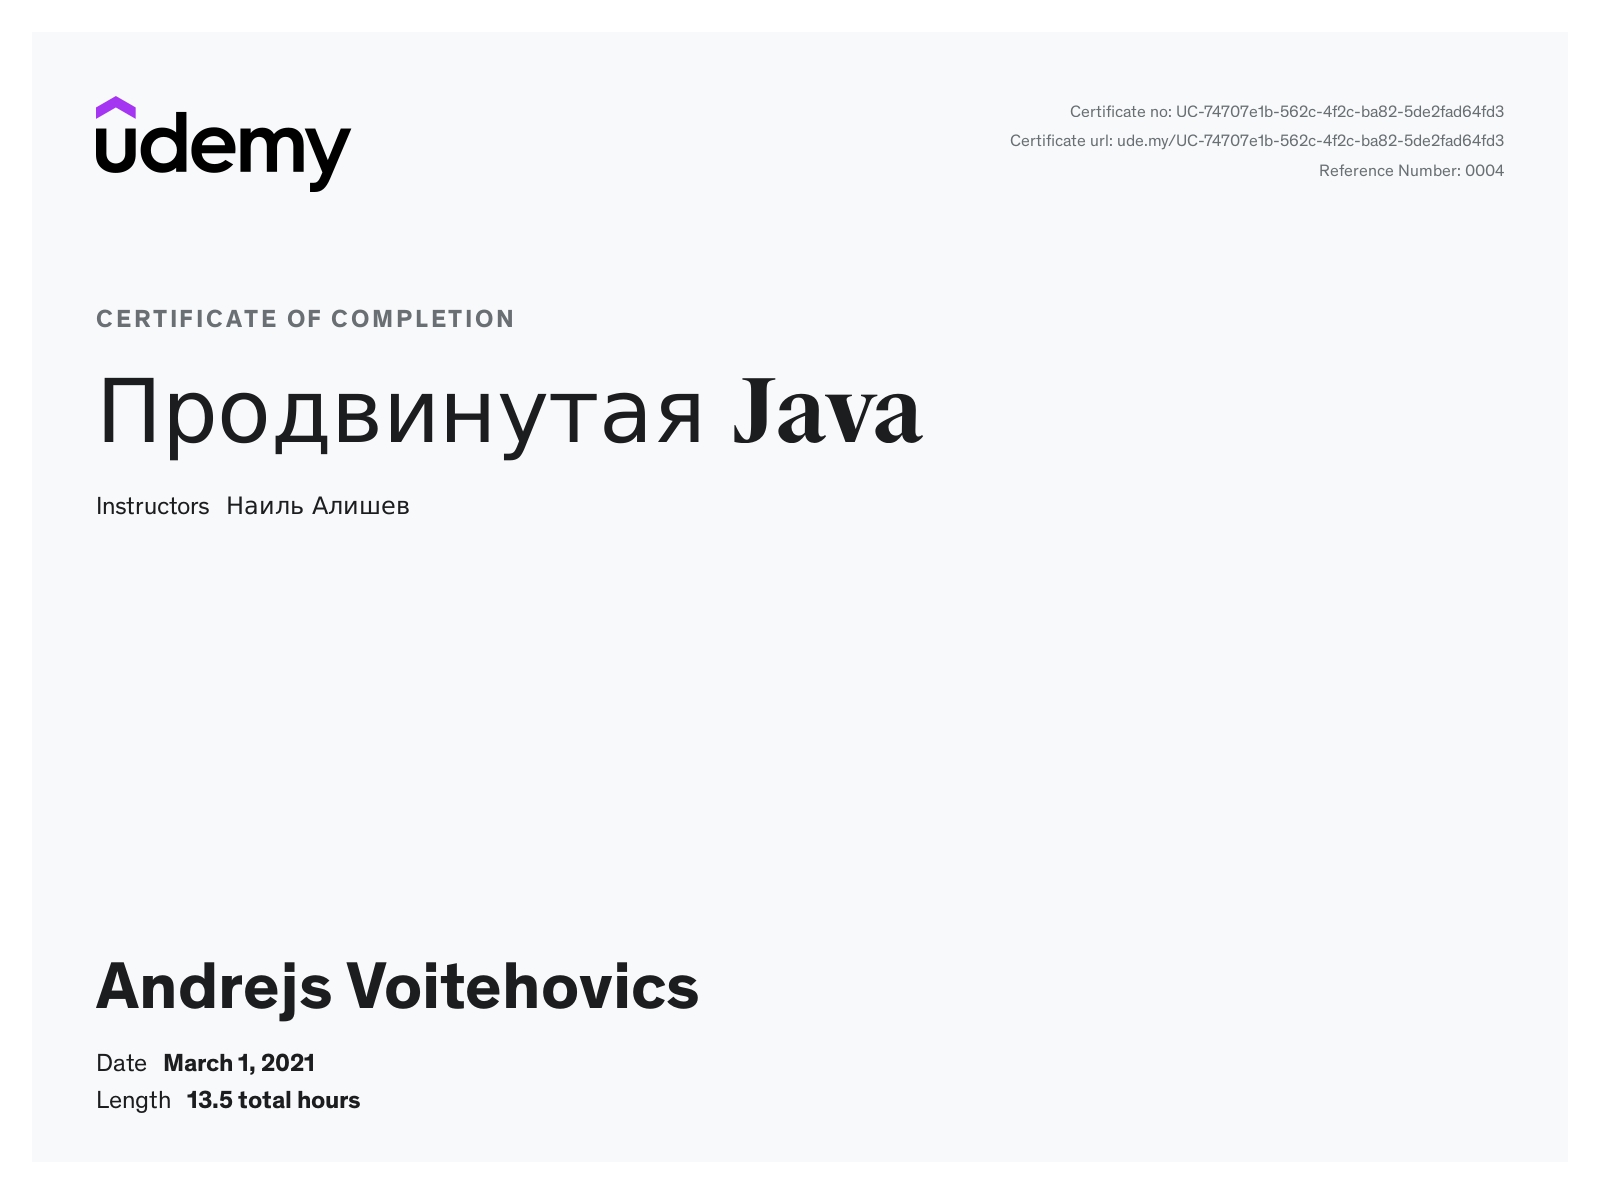 udemy
Certificate no: UC-74707e1b-562c-4f2c-ba82-5de2fad64fd3
Certificate url: ude.my/UC-74707e1b-562c-4f2c-ba82-5de2fad64fd3
Reference Number: 0004
CERTIFICATE OF COMPLETION
Продвинутая Java
Instructors Наиль Алишев
Andrejs Voitehovics
Date March 1, 2021
Length 13.5 total hours